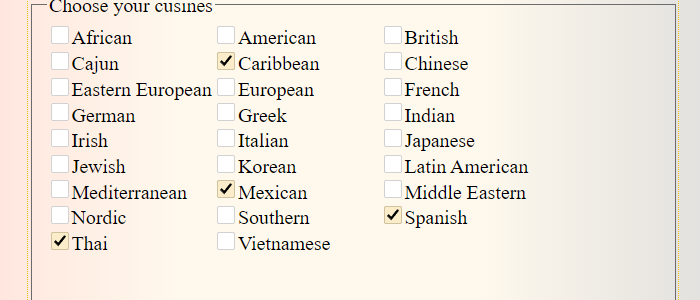 Choose your cusines
African American British
Cajun Caribbean Chinese
Eastern European European French
German Greek Indian
Irish Italian Japanese
Jewish Korean Latin American
Mediterranean Mexican Middle Eastern
Nordic Southern Spanish
Thai Vietnamese